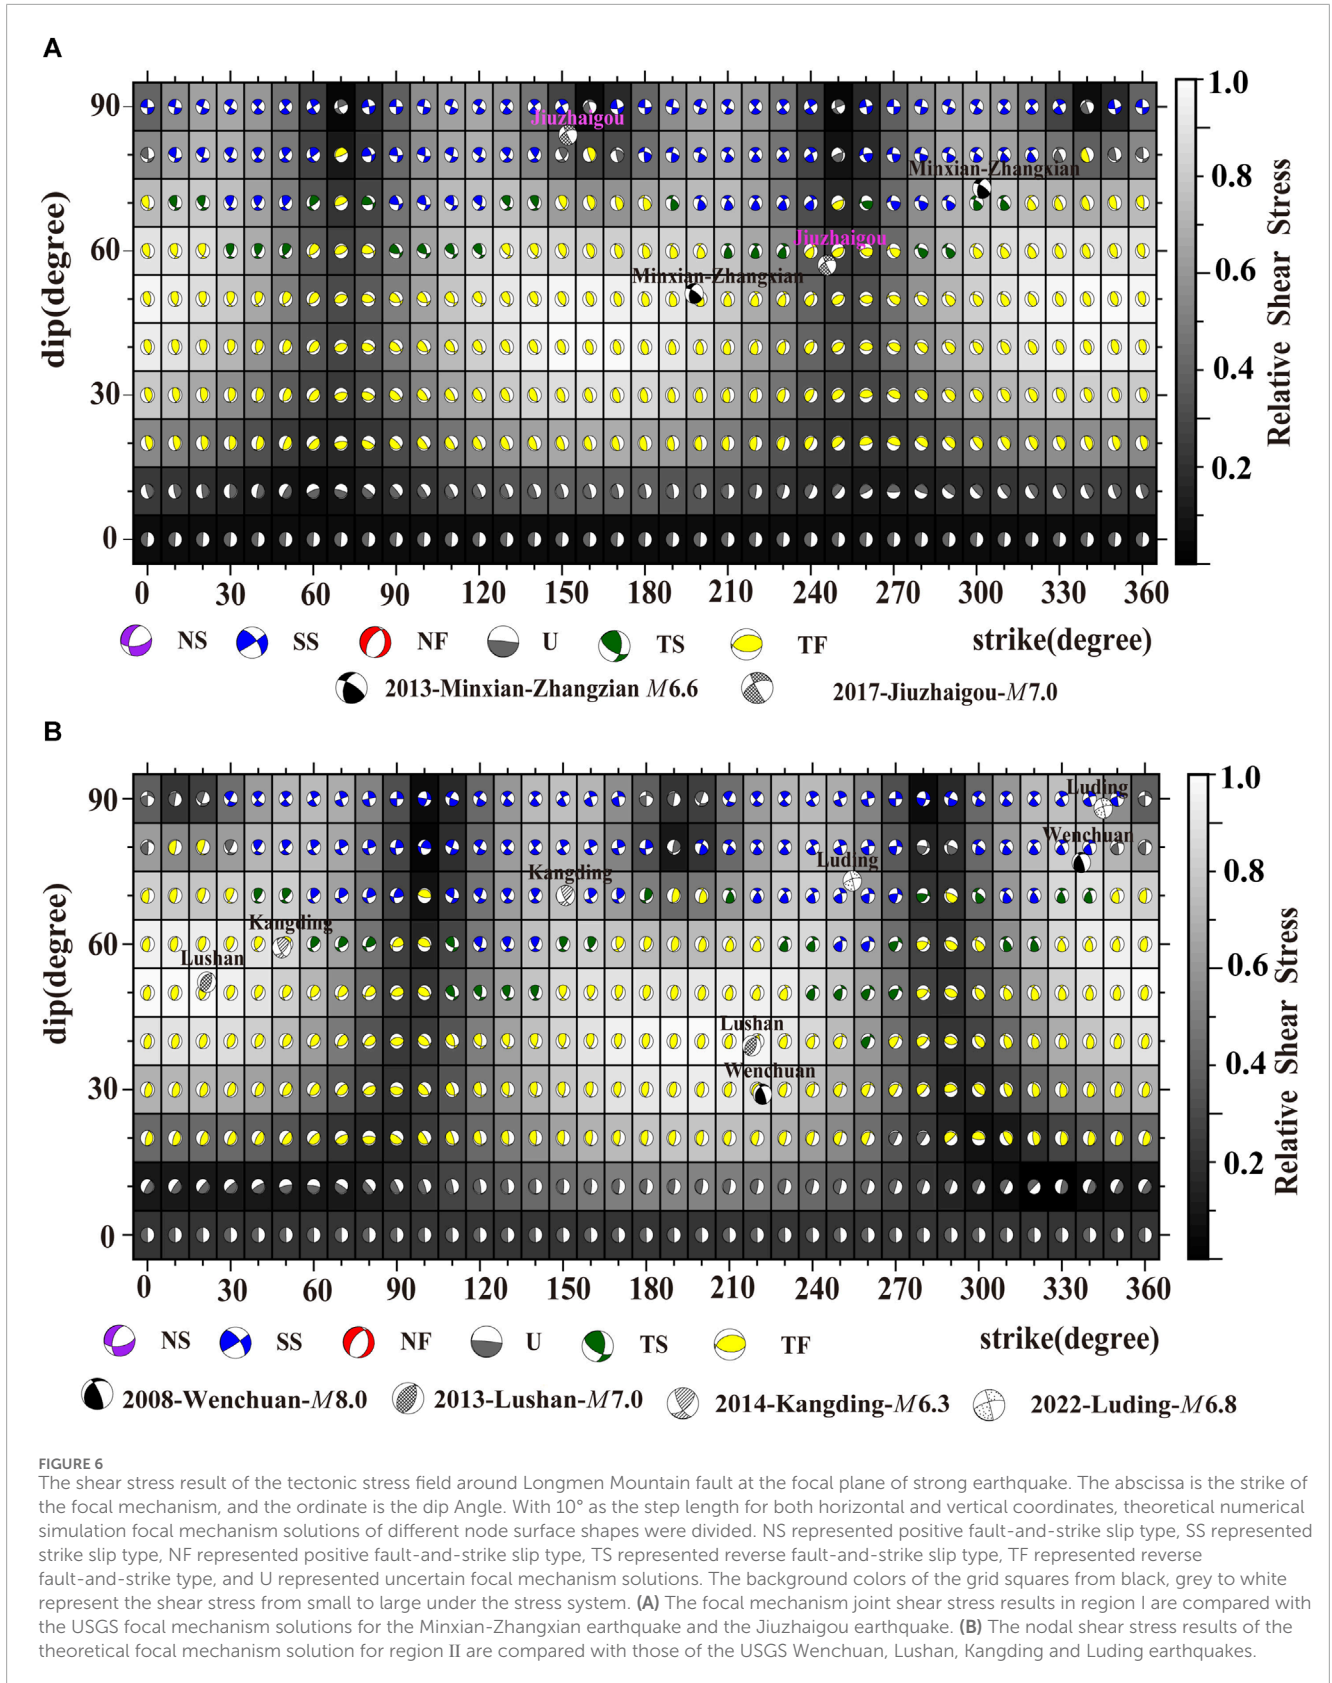 A
Jiuzhaigou
Minxian-Zhangxian
Jiuzhaigou
Minxian-Zhangxian
90
60
30
0
dip(degree)
0 30 60 90 120 150 180 210 240 270 300 330 360
strike(degree)
1.0
0.8
0.6
0.4
0.2
Relative Shear Stress
NS SS NF U TS TF
2013-Minxian-Zhangzian M6.6 2017-Jiuzhaigou-M7.0
B
Luding
Wenchuan
Luding
Kangding
Kangding
Lushan
Lushan
Wenchuan
90
60
30
0
dip(degree)
0 30 60 90 120 150 180 210 240 270 300 330 360
strike(degree)
1.0
0.8
0.6
0.4
0.2
Relative Shear Stress
NS SS NF U TS TF
2008-Wenchuan-M8.0 2013-Lushan-M7.0 2014-Kangding-M6.3 2022-Luding-M6.8
FIGURE 6
The shear stress result of the tectonic stress field around Longmen Mountain fault at the focal plane of strong earthquake. The abscissa is the strike of
the focal mechanism, and the ordinate is the dip Angle. With 10° as the step length for both horizontal and vertical coordinates, theoretical numerical
simulation focal mechanism solutions of different node surface shapes were divided. NS represented positive fault-and-strike slip type, SS represented
strike slip type, NF represented positive fault-and-strike slip type, TS represented reverse fault-and-strike slip type, TF represented reverse
fault-and-strike type, and U represented uncertain focal mechanism solutions. The background colors of the grid squares from black, grey to white
represent the shear stress from small to large under the stress system. (A) The focal mechanism joint shear stress results in region I are compared with
the USGS focal mechanism solutions for the Minxian-Zhangxian earthquake and the Jiuzhaigou earthquake. (B) The nodal shear stress results of the
theoretical focal mechanism solution for region II are compared with those of the USGS Wenchuan, Lushan, Kangding and Luding earthquakes.